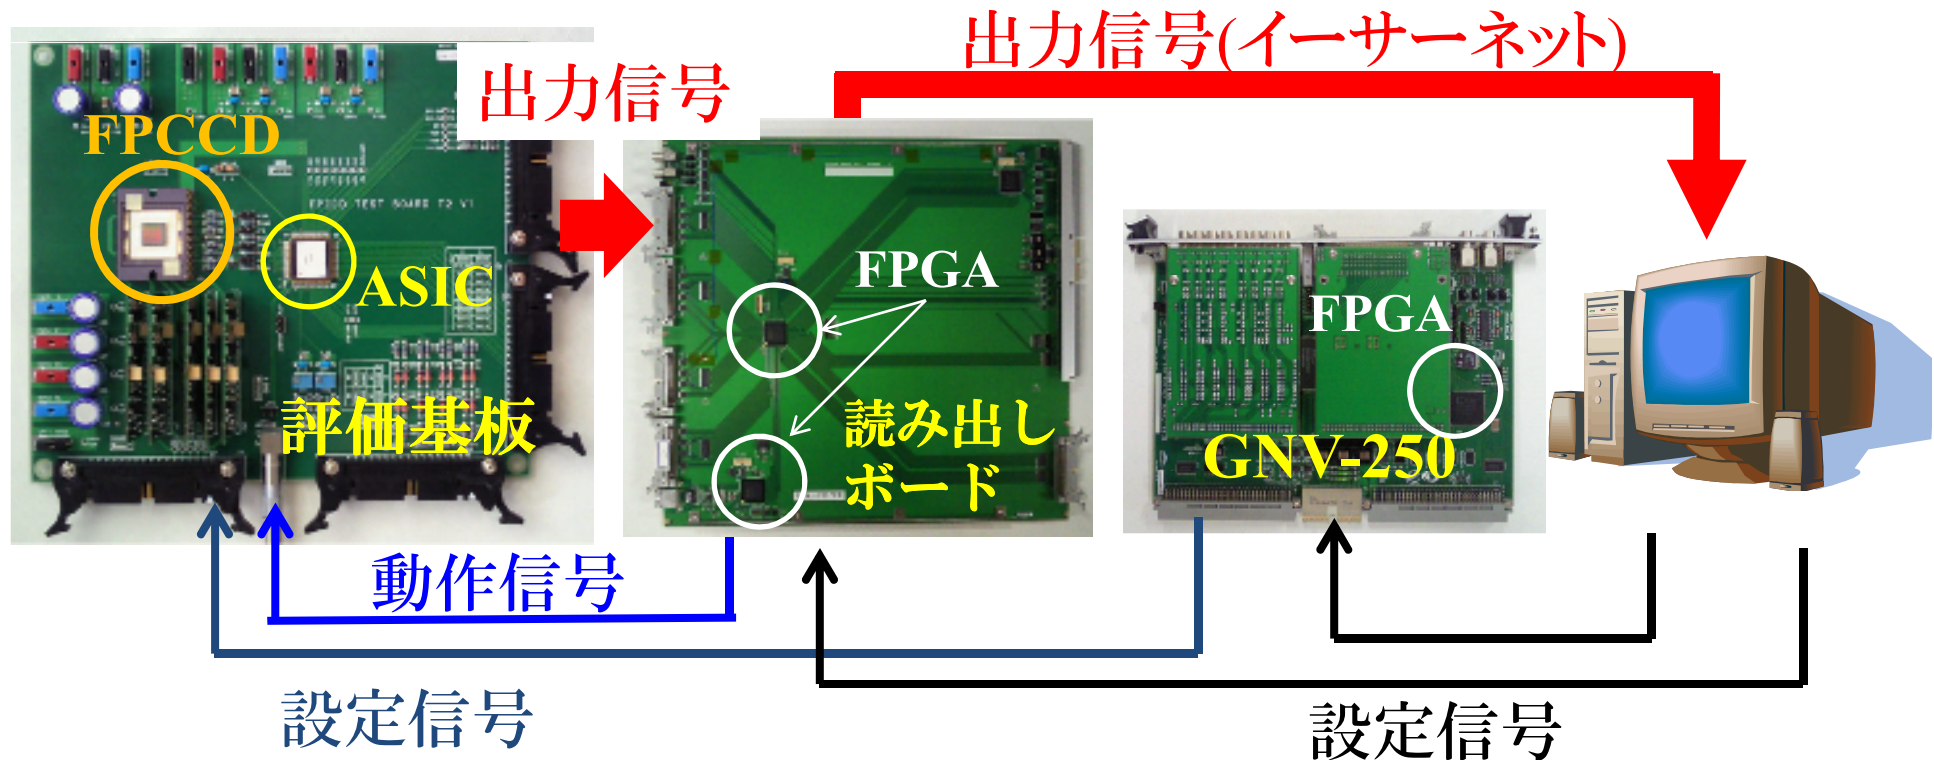 出力信号(イーサーネット)
出力信号
FPCCD
ASIC
評価基板
FPGA
読み出し
ボード
FPGA
GNV-250
動作信号
設定信号
設定信号